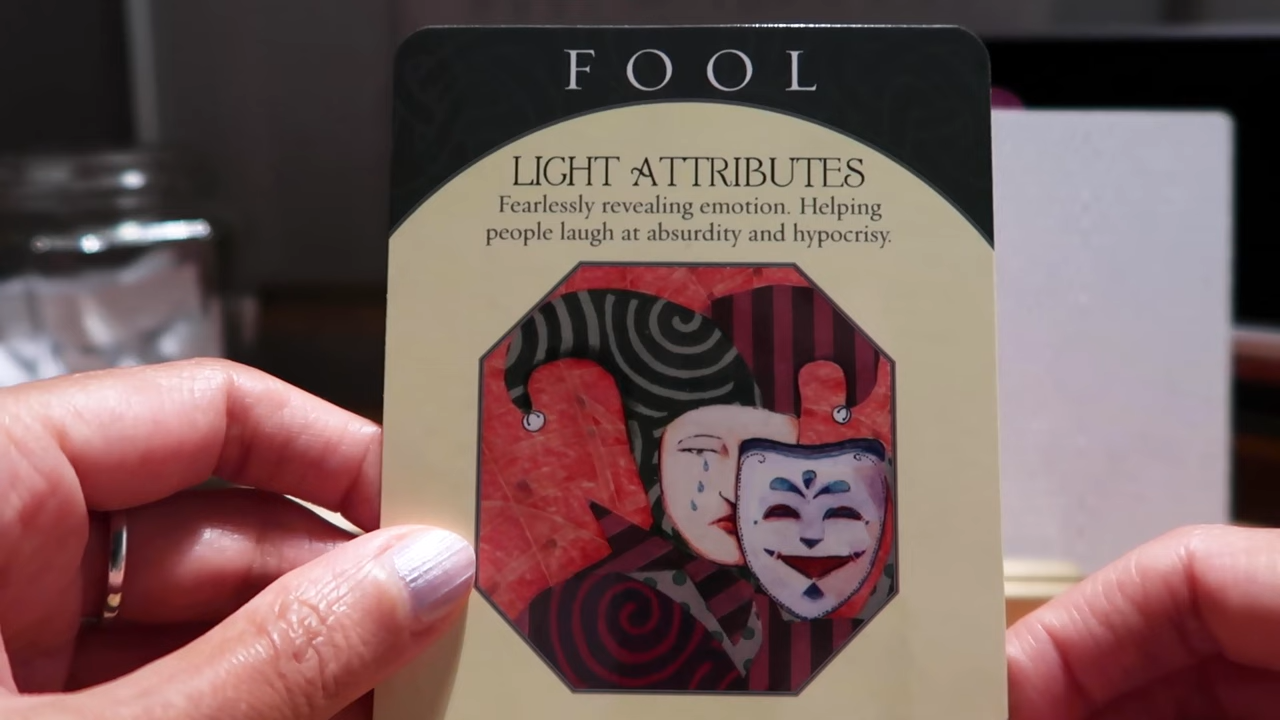 FOOL
LIGHT ATTRIBUTES
Fearlessly revealing emotion. Helping
people laugh at absurdity and hypocrisy.